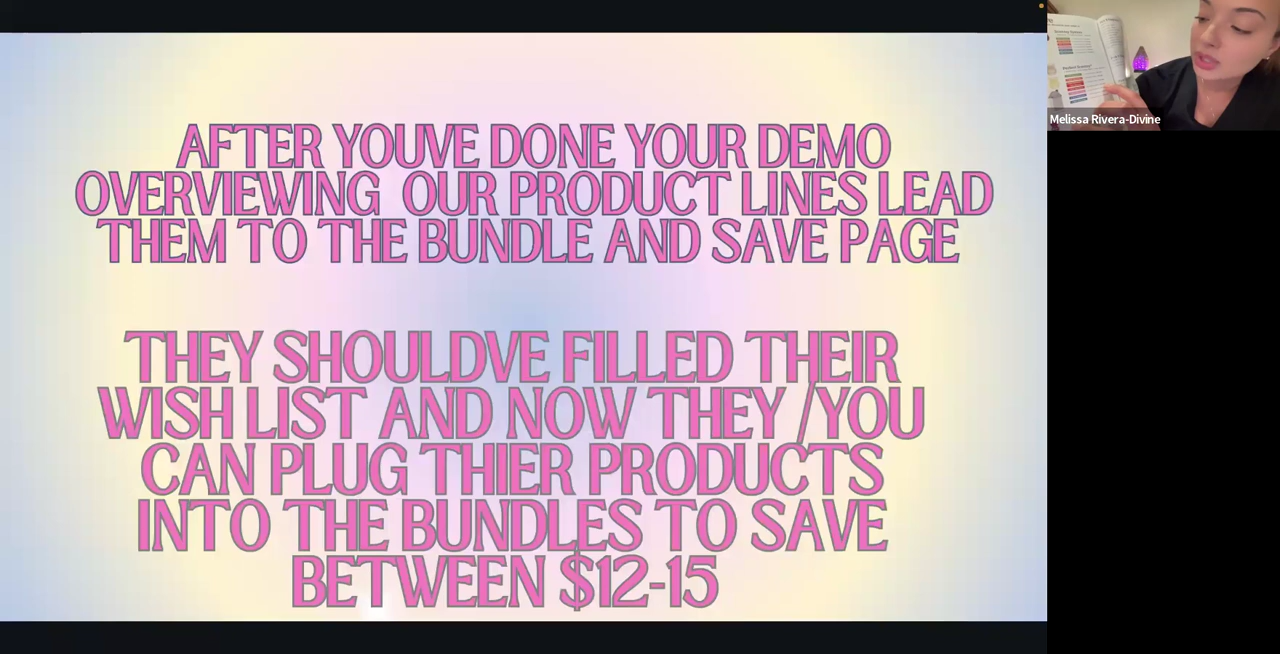 AFTER YOUVE DONE YOUR DEMO
OVERVIEWING OUR PRODUCT LINES LEAD
THEM TO THE BUNDLE AND SAVE PAGE
THEY SHOULDVE FILLED THEIR
WISH LIST AND NOW THEY /YOU
CAN PLUG THIER PRODUCTS
INTO THE BUNDLES TO SAVE
BETWEEN $12-15
Melissa Rivera-Divine